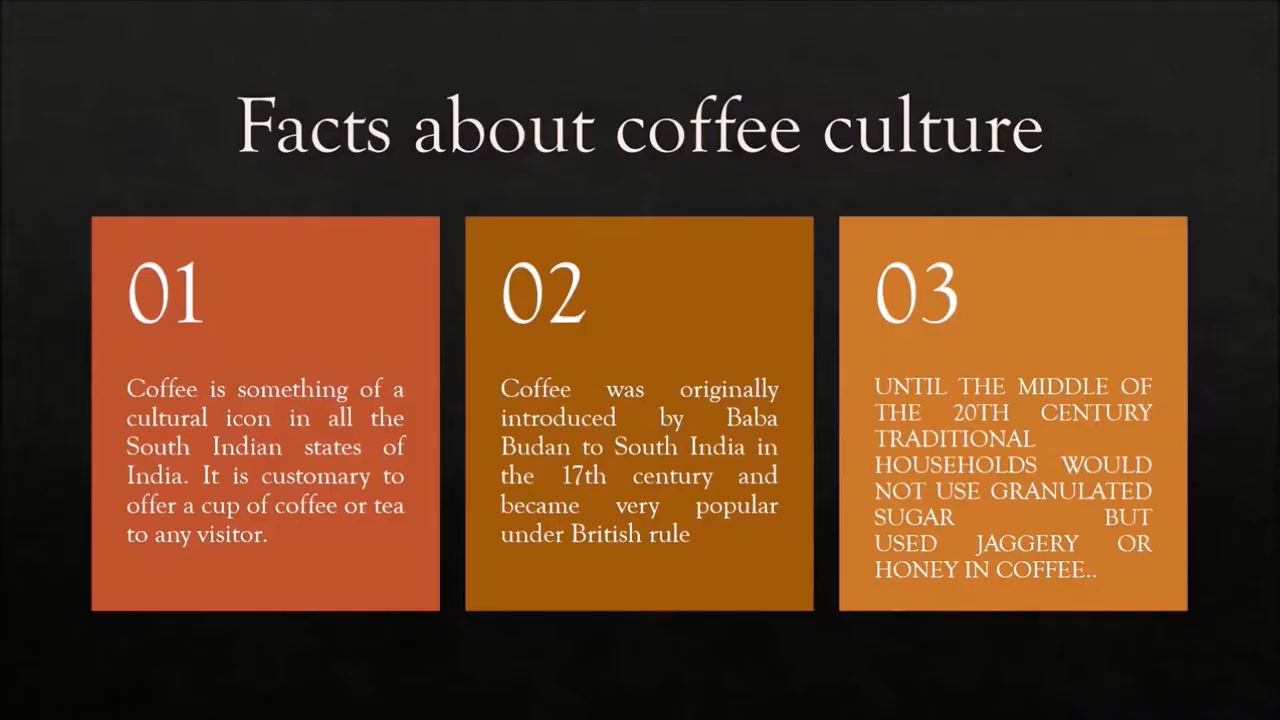 Facts about coffee culture
01
Coffee is something of a
cultural icon in all the
South Indian states of
India. It is customary to
offer a cup of coffee or tea
to any visitor.
02
Coffee was originally
introduced by Baba
Budan to South India in
the 17th century and
became very popular
under British rule
03
UNTIL THE MIDDLE OF
THE 20TH CENTURY
TRADITIONAL
HOUSEHOLDS WOULD
NOT USE GRANULATED
SUGAR BUT
USED JAGGERY OR
HONEY IN COFFEE..